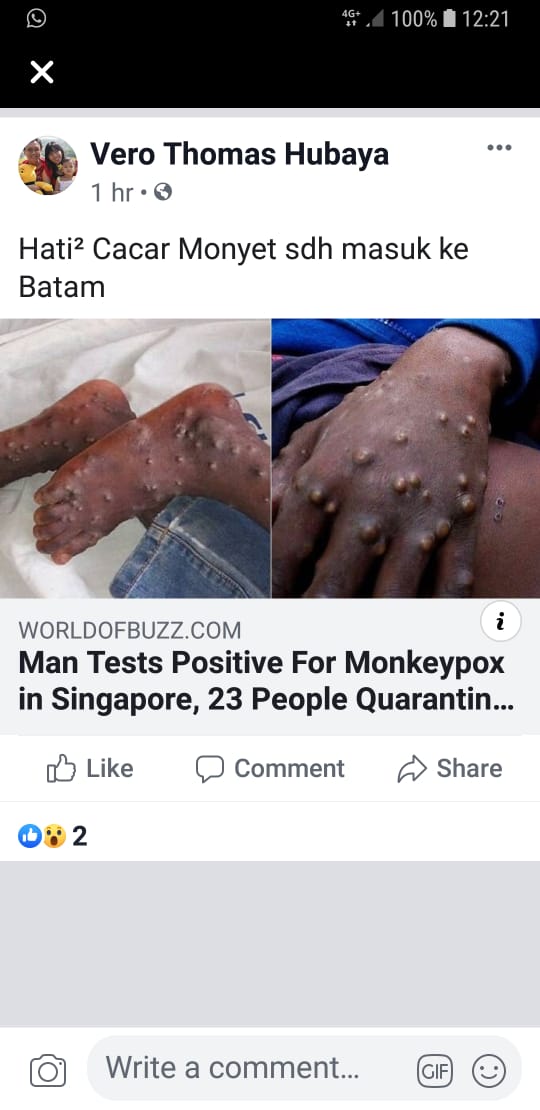 4G+ 100% 12:21
Vero Thomas Hubaya
1 hr •
Hati² Cacar Monyet sdh masuk ke
Batam
WORLDOFBUZZ.COM
i
Man Tests Positive For Monkeypox
in Singapore, 23 People Quarantin...
Like Comment Share
2
Write a comment... GIF